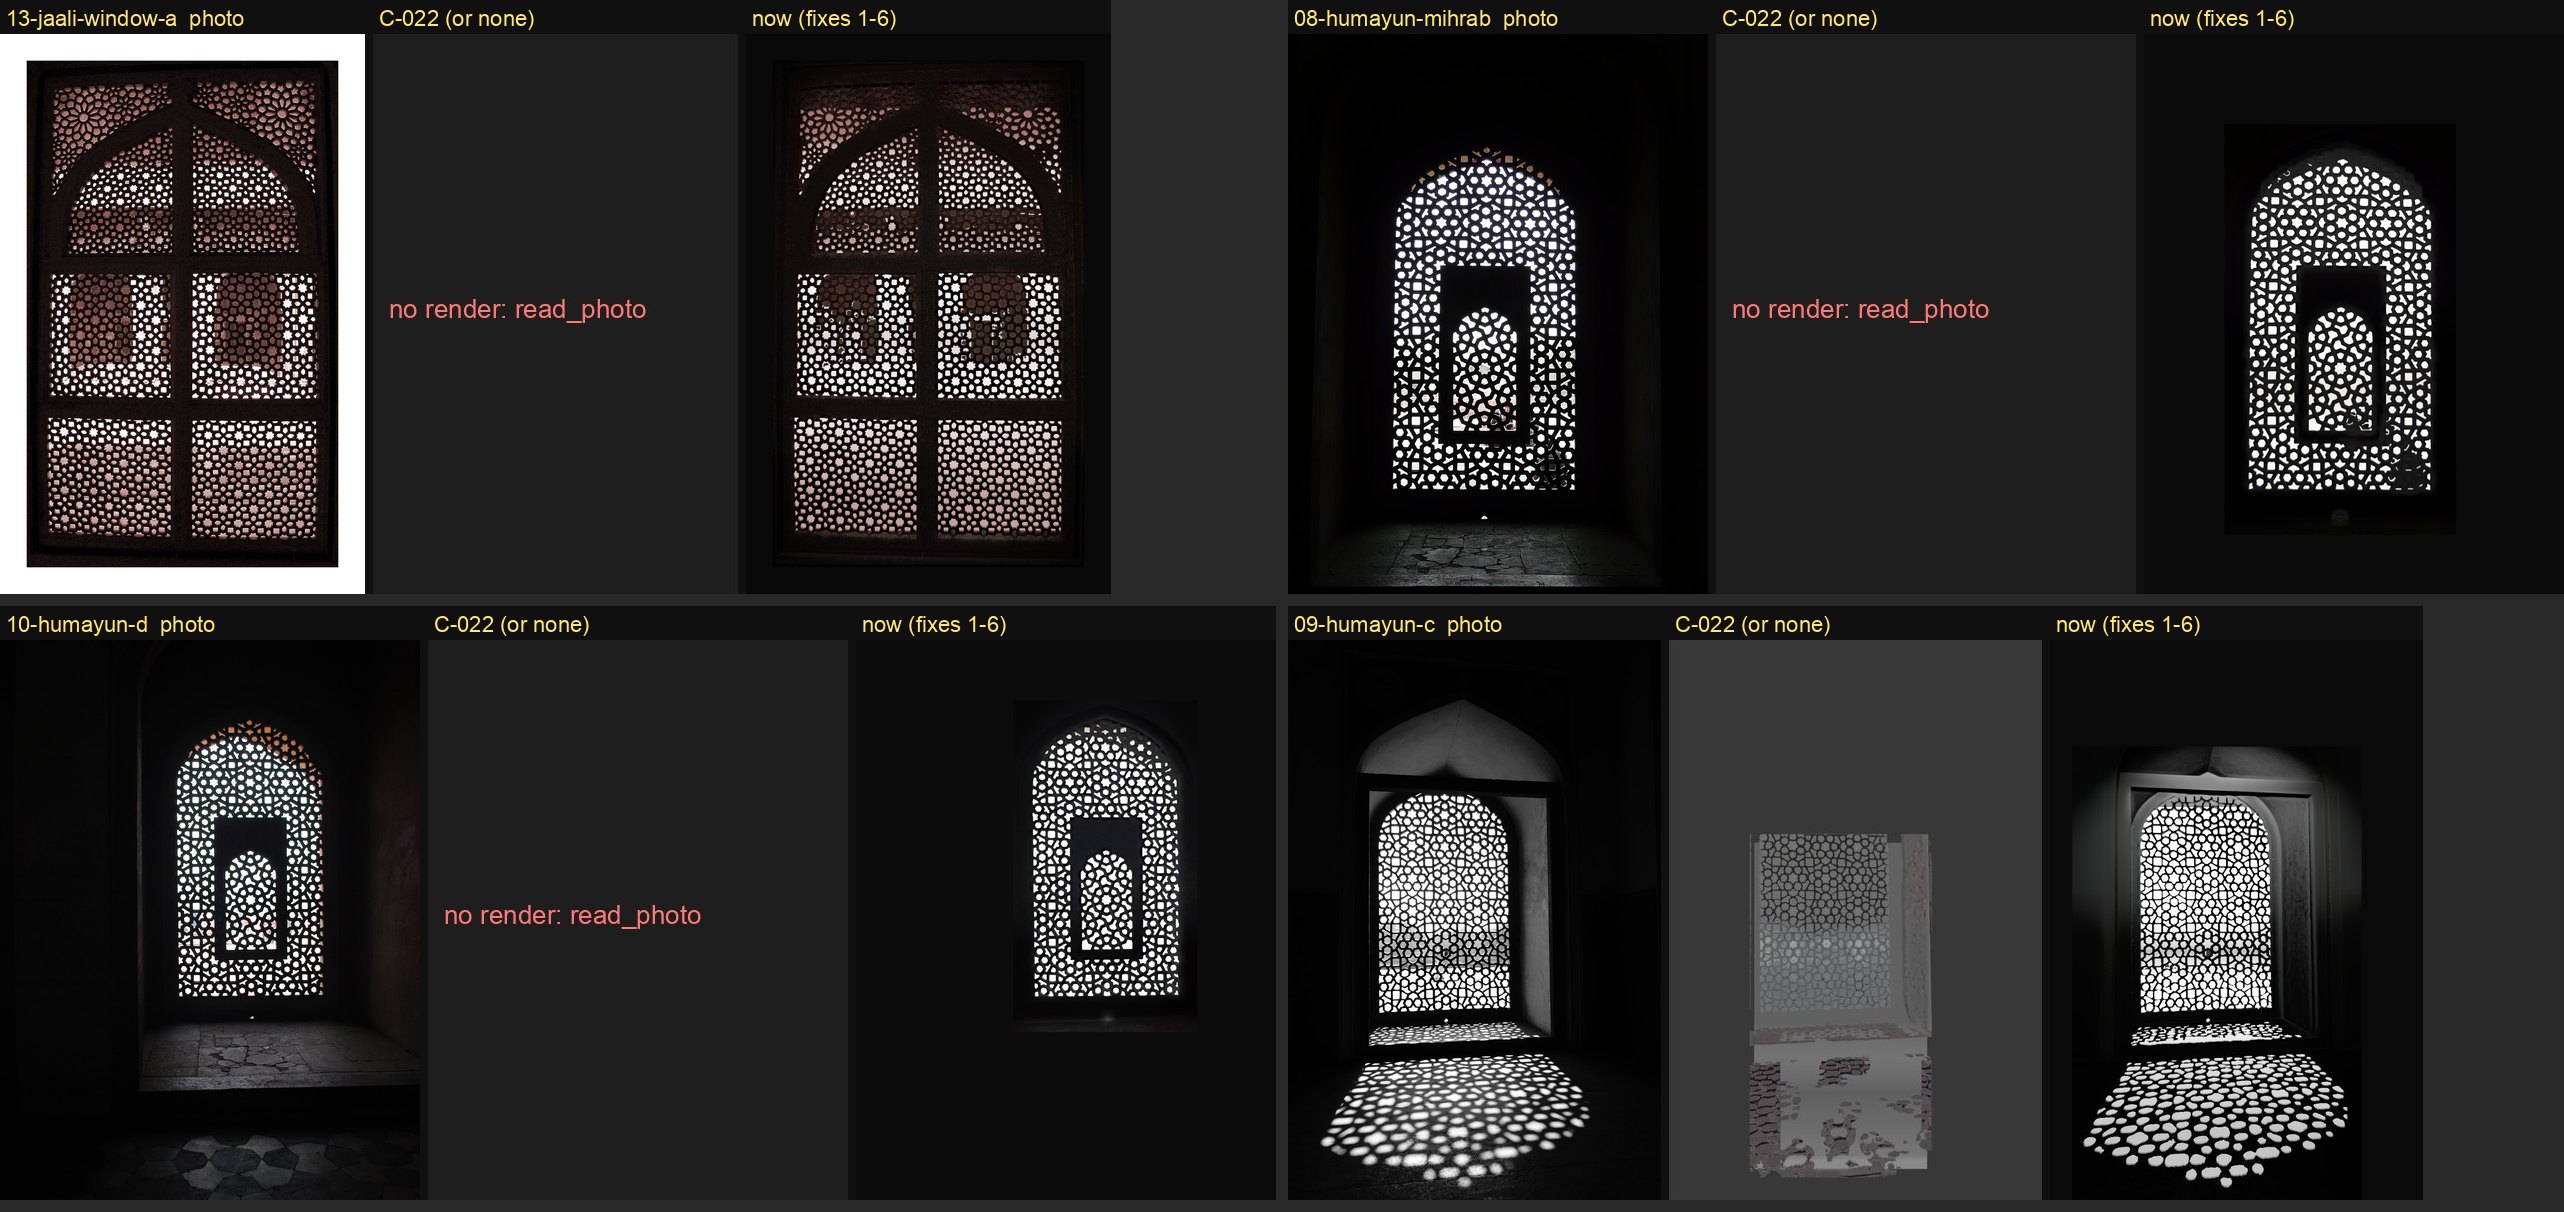 13-jaali-window-a photo
C-022 (or none)
now (fixes 1-6)
no render: read_photo
08-humayun-mihrab photo
C-022 (or none)
now (fixes 1-6)
no render: read_photo
10-humayun-d photo
C-022 (or none)
now (fixes 1-6)
no render: read_photo
09-humayun-c photo
C-022 (or none)
now (fixes 1-6)